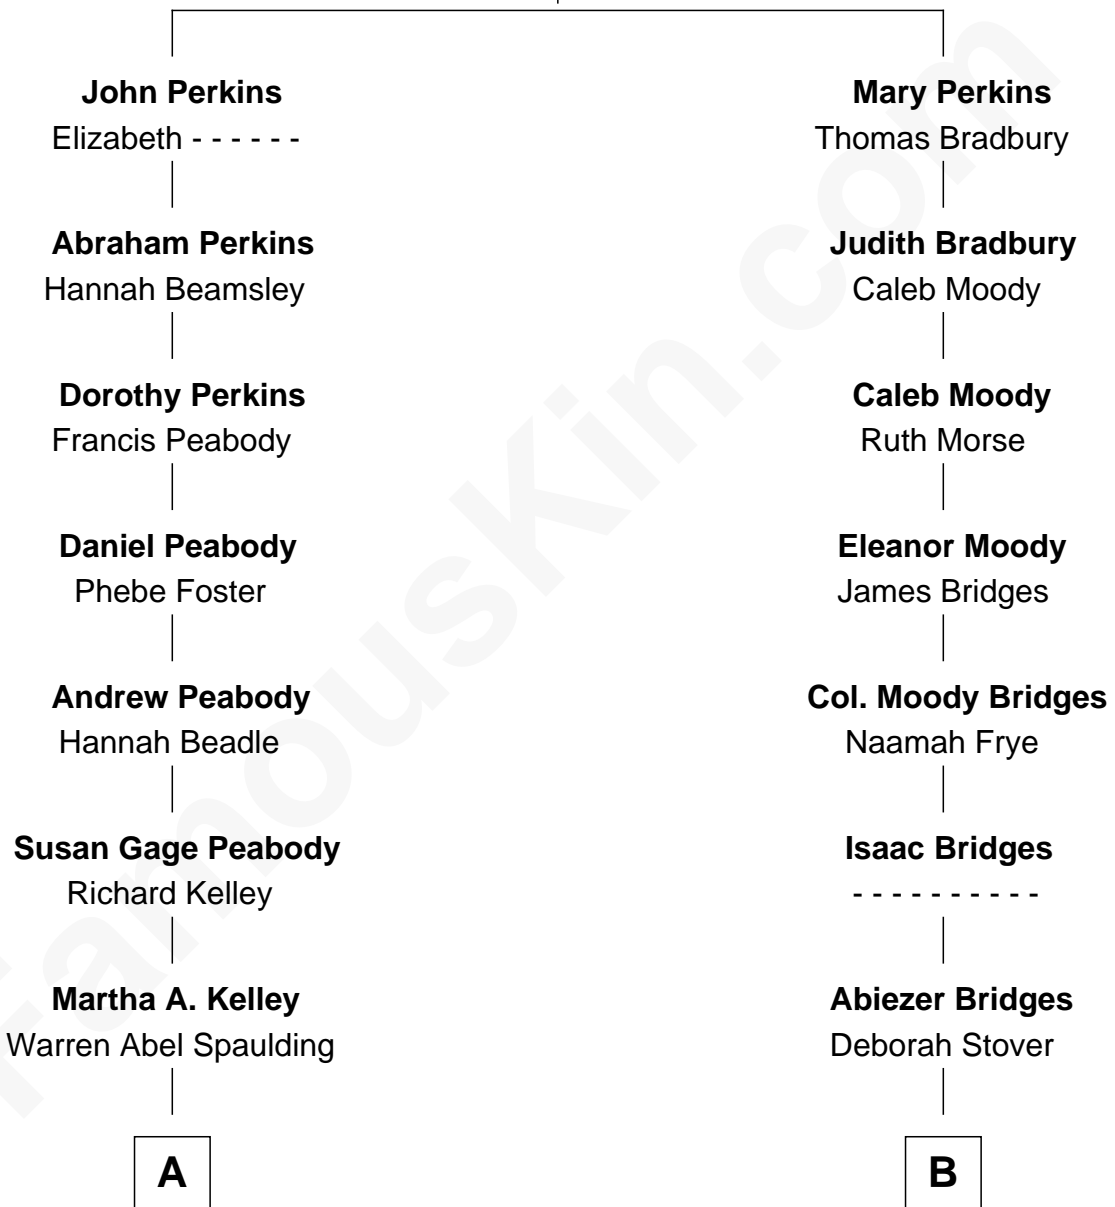 John Perkins
Elizabeth - - - - - -
Abraham Perkins
Hannah Beamsley
Dorothy Perkins
Francis Peabody
Daniel Peabody
Phebe Foster
Andrew Peabody
Hannah Beadle
Susan Gage Peabody
Richard Kelley
Martha A. Kelley
Warren Abel Spaulding
A
Mary Perkins
Thomas Bradbury
Judith Bradbury
Caleb Moody
Caleb Moody
Ruth Morse
Eleanor Moody
James Bridges
Col. Moody Bridges
Naamah Frye
Isaac Bridges
- - - - - - - - - -
Abiezer Bridges
Deborah Stover
B
FamousKin.com